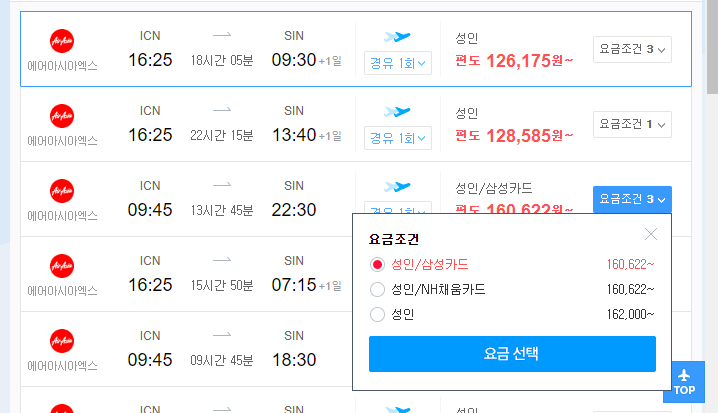 ICN SIN 성인
AirAsia 16:25 18시간 05분 09:30 +1일 편도 126,175원~ 요금조건 3
에어아시아엑스 경유 1회
ICN SIN 성인
AirAsia 16:25 22시간 15분 13:40 +1일 편도 128,585원~ 요금조건 1
에어아시아엑스 경유 1회
ICN SIN 성인/삼성카드
AirAsia 09:45 13시간 45분 22:30 편도 160,622원~ 요금조건 3
에어아시아엑스 경유 1회
요금조건
성인/삼성카드 160,622~
성인/NH채움카드 160,622~
성인 162,000~
요금 선택
ICN SIN
AirAsia 16:25 15시간 50분 07:15 +1일
에어아시아엑스
ICN SIN
AirAsia 09:45 09시간 45분 18:30
에어아시아엑스
TOP
ICN SIN 성인